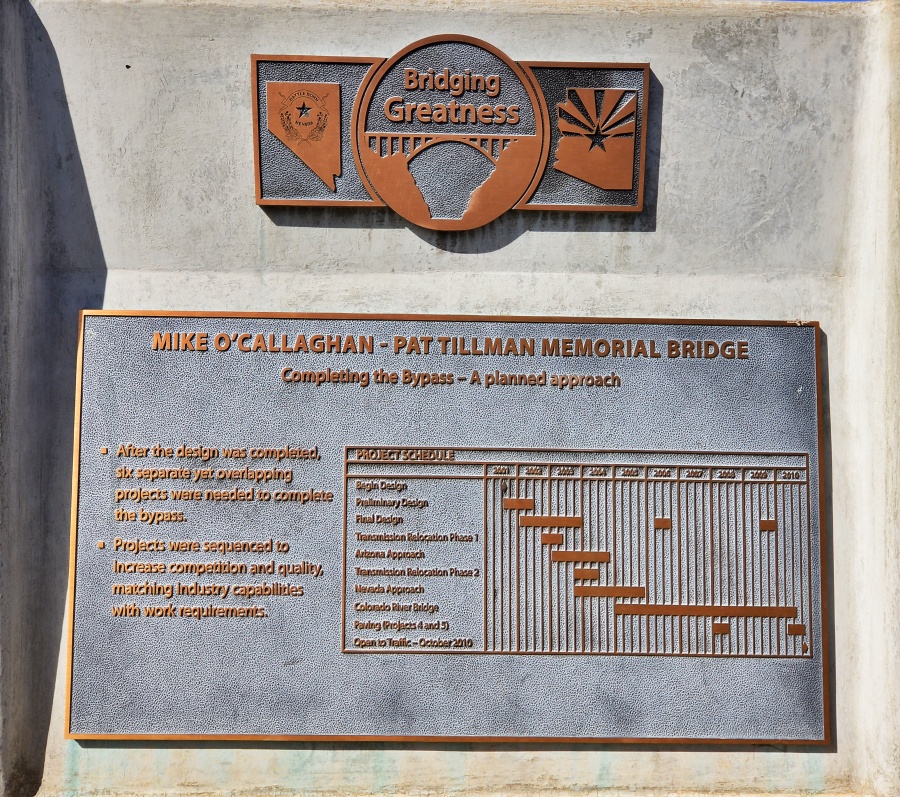 Bridging
Greatness
BATTLE BORN
NEVADA
MIKE O'CALLAGHAN - PAT TILLMAN MEMORIAL BRIDGE
Completing the Bypass – A planned approach
▪ After the design was completed,
six separate yet overlapping
projects were needed to complete
the bypass.
▪ Projects were sequenced to
increase competition and quality,
matching industry capabilities
with work requirements.
PROJECT SCHEDULE
2001 2002 2003 2004 2005 2006 2007 2008 2009 2010
Begin Design
Preliminary Design
Final Design
Transmission Relocation Phase 1
Arizona Approach
Transmission Relocation Phase 2
Nevada Approach
Colorado River Bridge
Paving (Projects 4 and 5)
Open to Traffic – October 2010